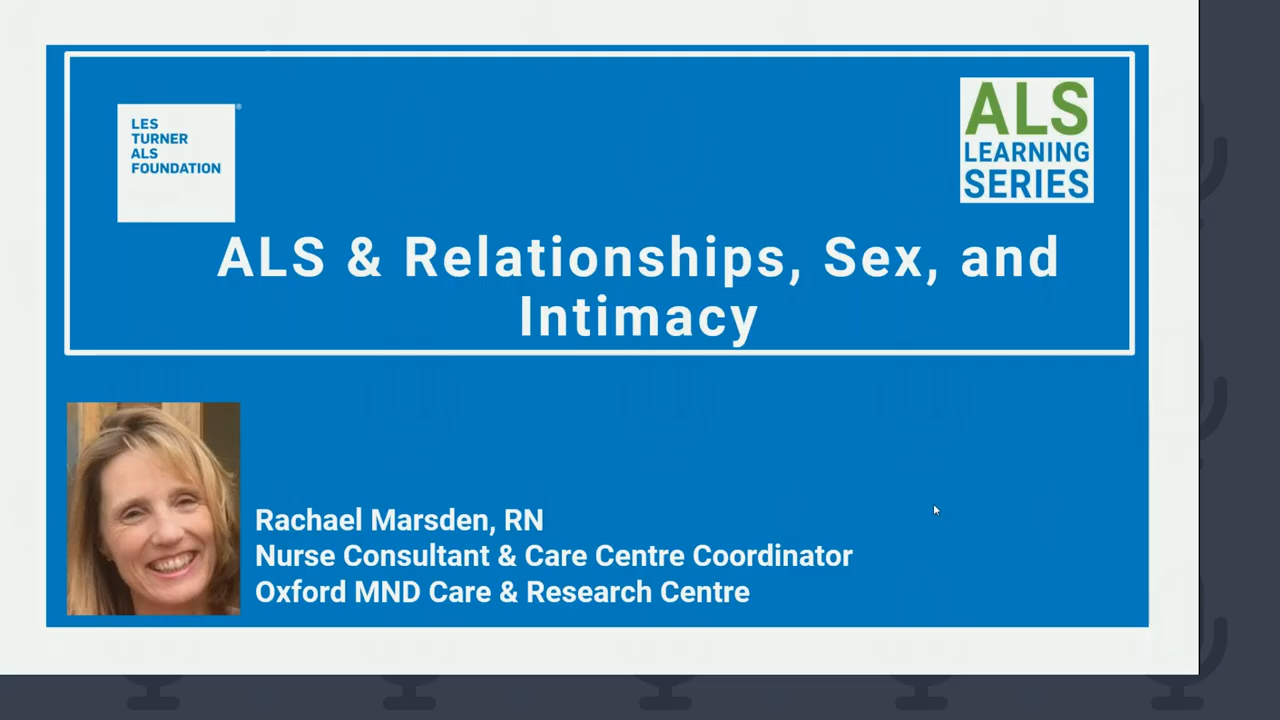 LES
TURNER
ALS
FOUNDATION
®
ALS
LEARNING
SERIES
ALS & Relationships, Sex, and
Intimacy
Rachael Marsden, RN
Nurse Consultant & Care Centre Coordinator
Oxford MND Care & Research Centre